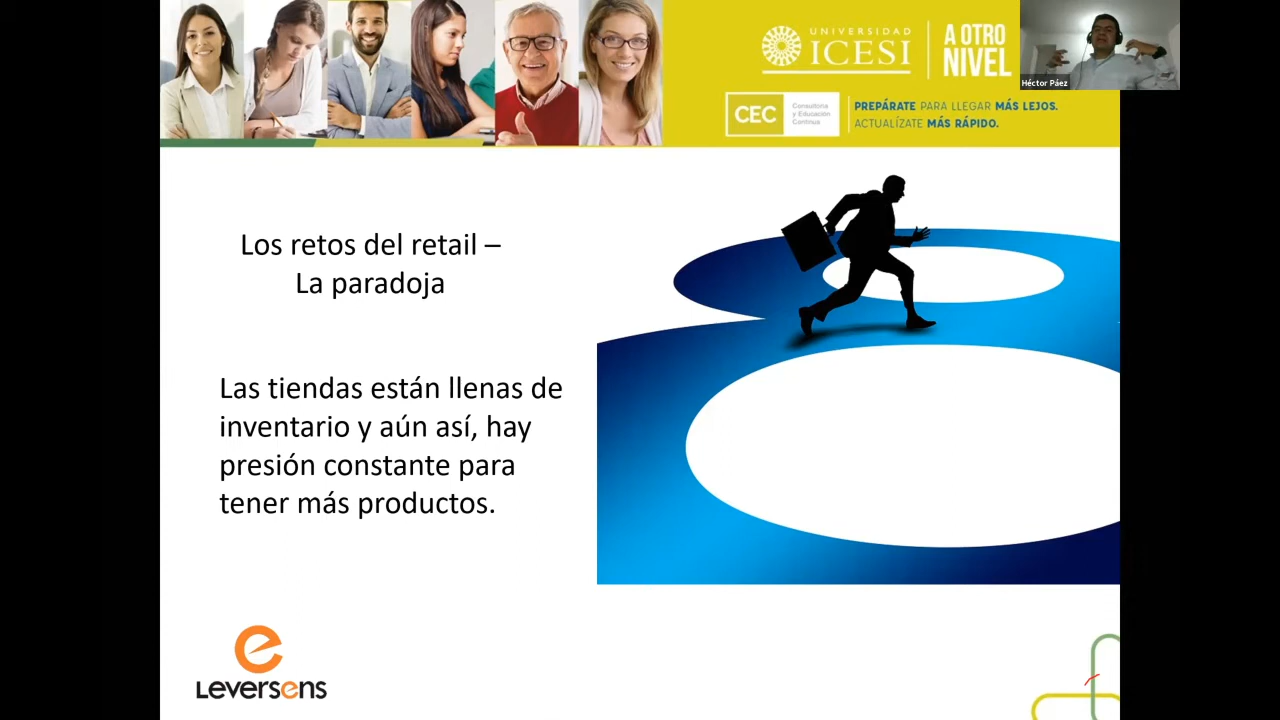 UNIVERSIDAD
ICESI
A OTRO
NIVEL
Héctor Páez
CEC
Consultoría
y Educación
Continua
PREPÁRATE PARA LLEGAR MÁS LEJOS.
ACTUALÍZATE MÁS RÁPIDO.
Los retos del retail –
La paradoja
Las tiendas están llenas de
inventario y aún así, hay
presión constante para
tener más productos.
e
Leversens